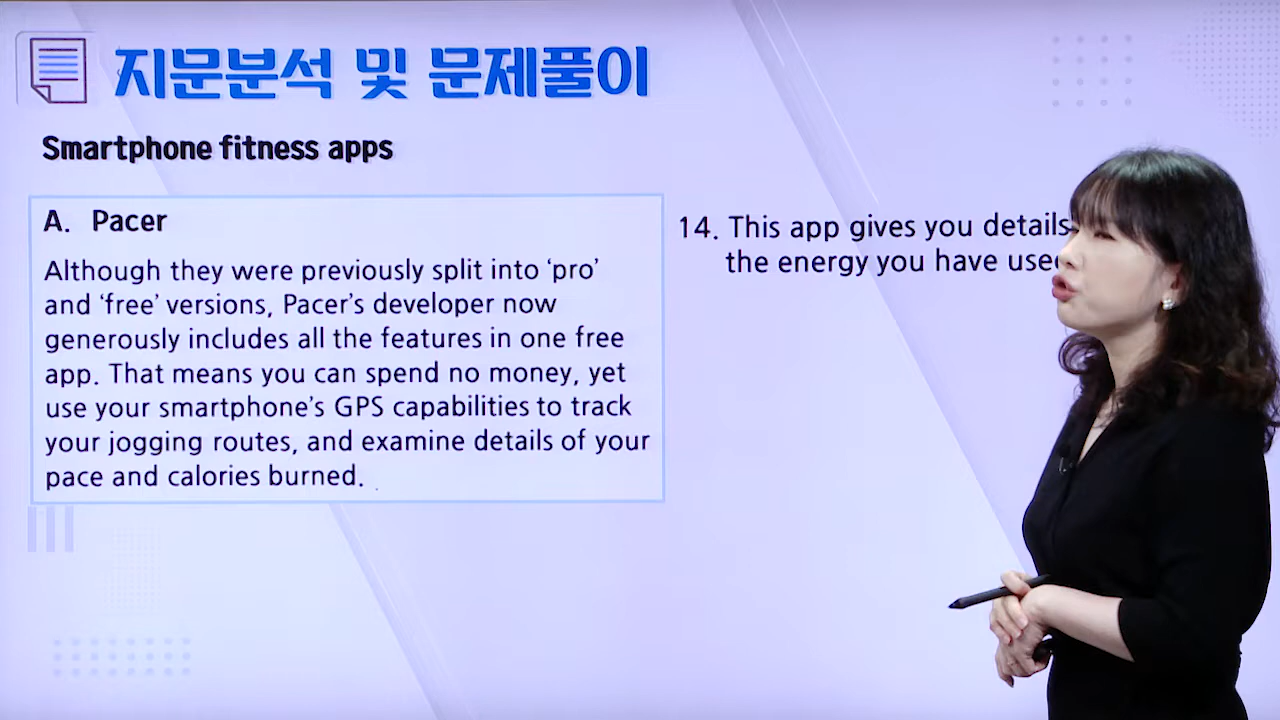 지문분석 및 문제풀이
Smartphone fitness apps
A. Pacer
Although they were previously split into ‘pro’
and ‘free’ versions, Pacer’s developer now
generously includes all the features in one free
app. That means you can spend no money, yet
use your smartphone’s GPS capabilities to track
your jogging routes, and examine details of your
pace and calories burned.
14. This app gives you details
the energy you have